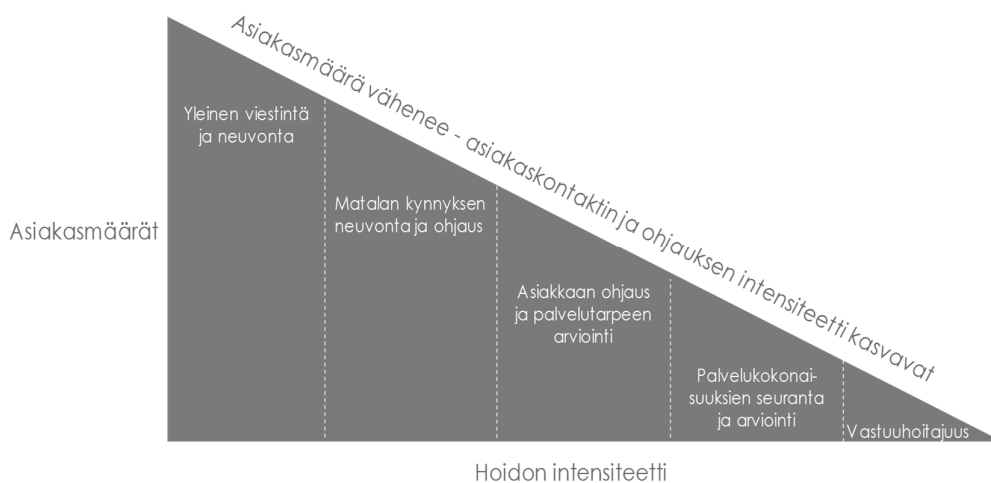 Asiakasmäärä vähenee - asiakaskontaktin ja ohjauksen intensiteetti kasvavat
Yleinen viestintä
ja neuvonta
Matalan kynnyksen
neuvonta ja ohjaus
Asiakasmäärät
Asiakkaan ohjaus
ja palvelutarpeen
arviointi
Palvelukokonai-
suuksien seuranta
ja arviointi
Vastuuhoitajuus
Hoidon intensiteetti